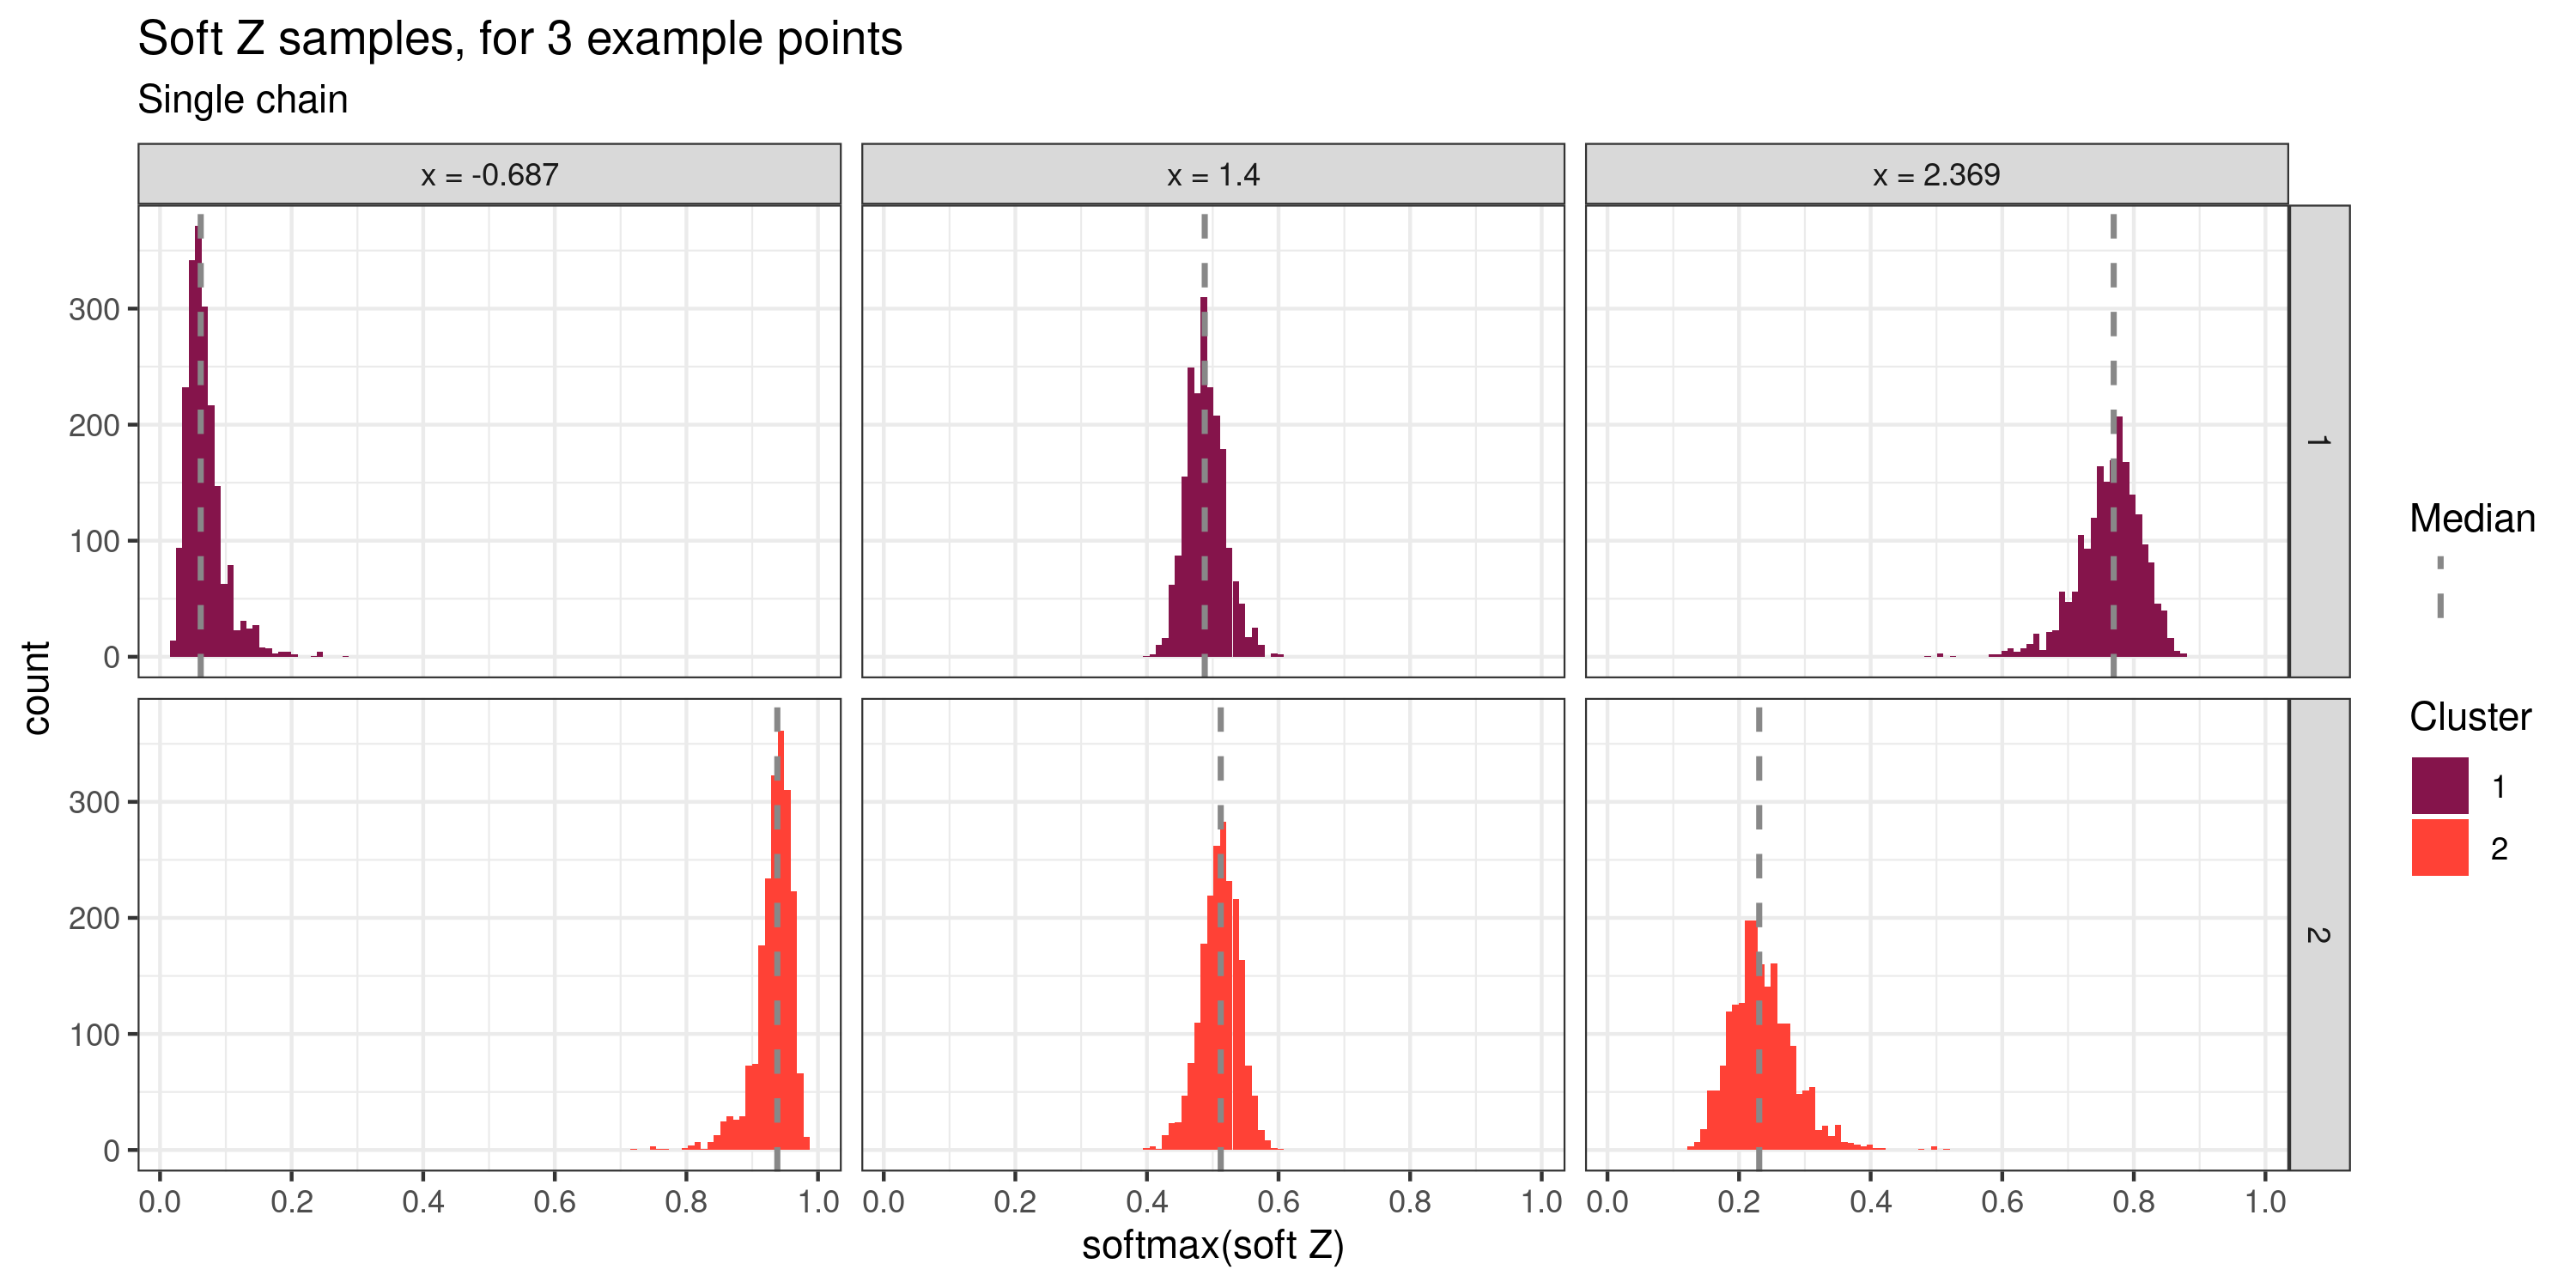 Soft Z samples, for 3 example points
Single chain
x = -0.687
x = 1.4
x = 2.369
300
200
100
0
1
300
200
100
0
2
count
0.0 0.2 0.4 0.6 0.8 1.0
0.0 0.2 0.4 0.6 0.8 1.0
0.0 0.2 0.4 0.6 0.8 1.0
softmax(soft Z)
Median
Cluster
1
2